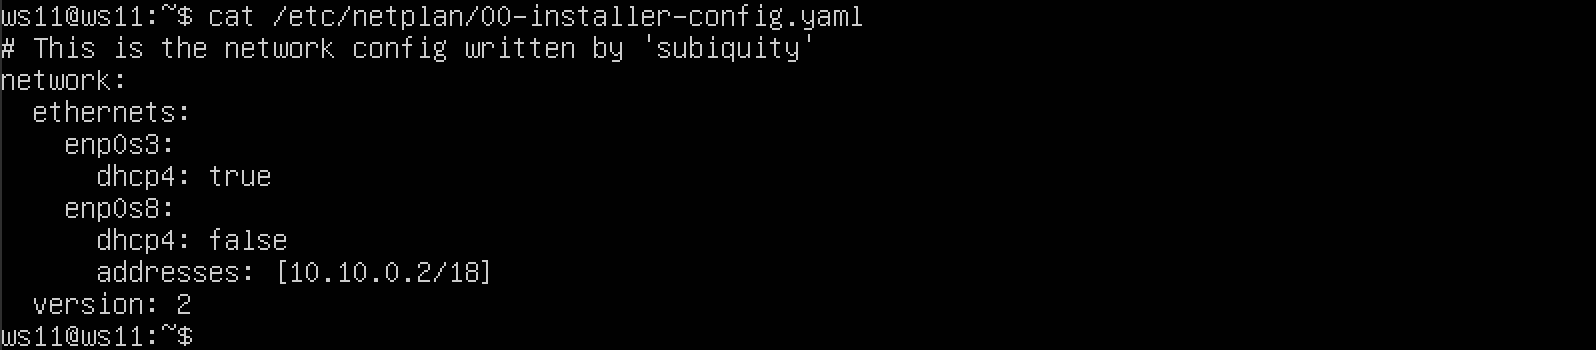 ws11@ws11:~$ cat /etc/netplan/00-installer-config.yaml
# This is the network config written by 'subiquity'
network:
  ethernets:
    enp0s3:
      dhcp4: true
    enp0s8:
      dhcp4: false
      addresses: [10.10.0.2/18]
  version: 2
ws11@ws11:~$